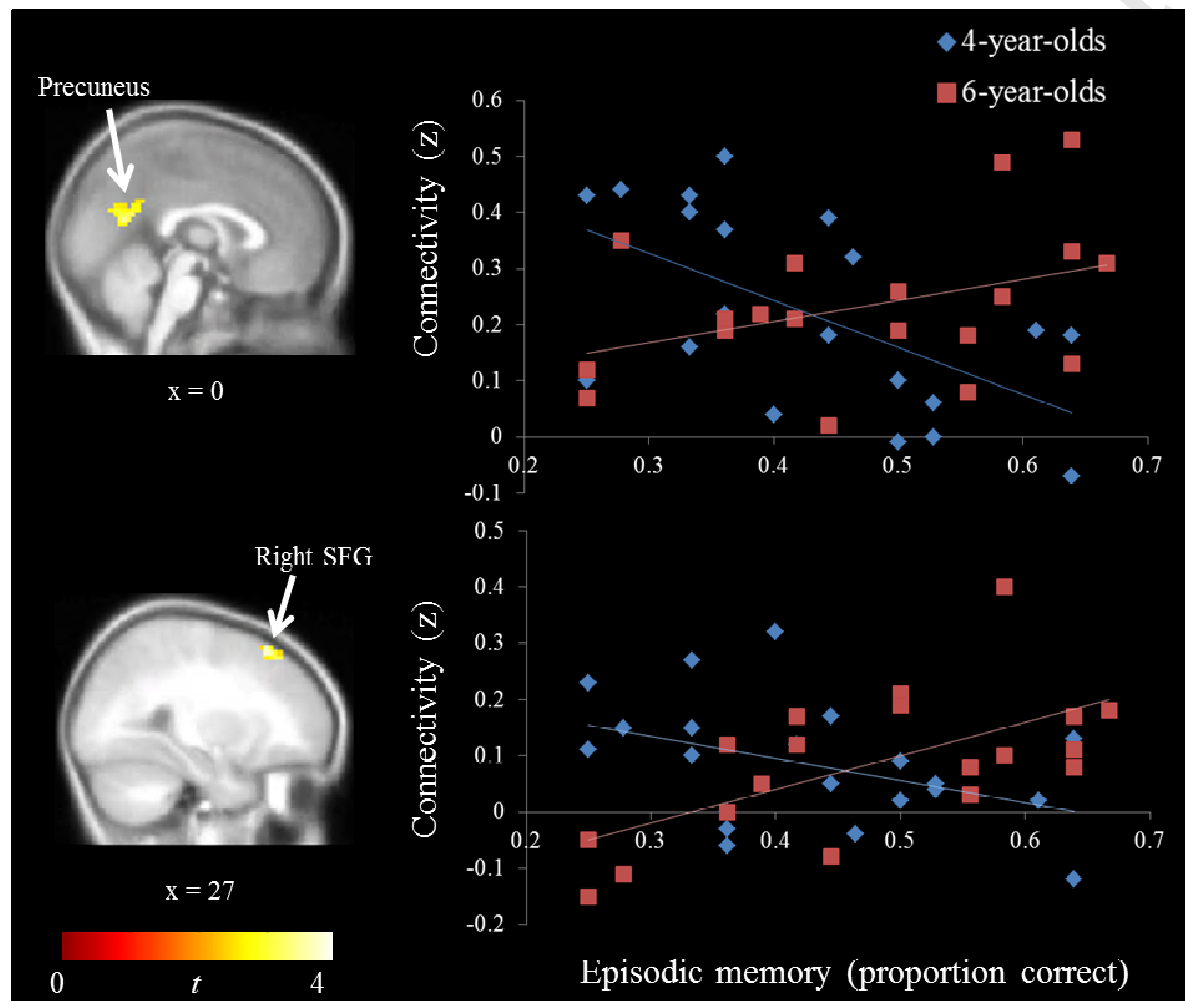 4-year-olds
6-year-olds
Precuneus
x = 0
Connectivity (z)
0.6
0.5
0.4
0.3
0.2
0.1
0
-0.1
0.2 0.3 0.4 0.5 0.6 0.7
Right SFG
x = 27
Connectivity (z)
0.5
0.4
0.3
0.2
0.1
0
-0.1
-0.2
0.2 0.3 0.4 0.5 0.6 0.7
0 t 4
Episodic memory (proportion correct)